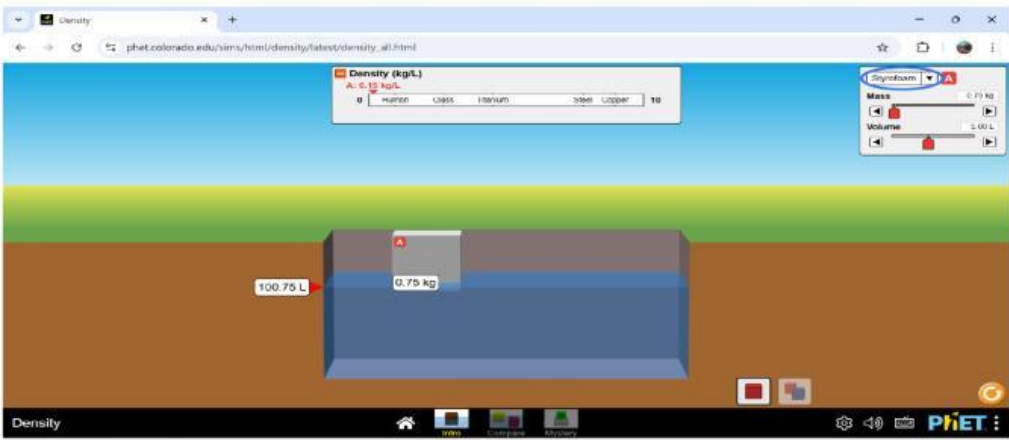 Density
phet.colorado.edu/sims/html/density/latest/density_all.html
Density (kg/L)
A: 0.15 kg/L
0 Human Glass Titanium Steel Copper 10
Styrofoam A
Mass 0.75 kg
Volume 5.00 L
A
0.75 kg
100.75 L
Density
Intro Compare Mystery
PhET